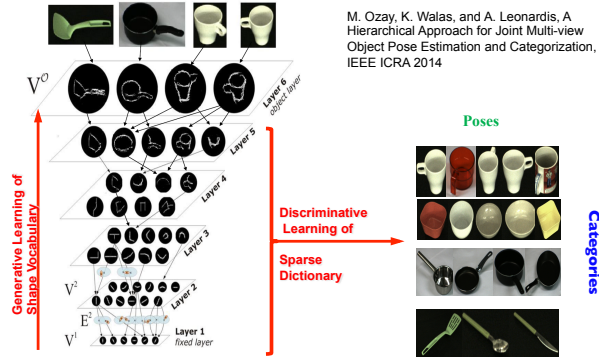 M. Ozay, K. Walas, and A. Leonardis, A
Hierarchical Approach for Joint Multi-view
Object Pose Estimation and Categorization,
IEEE ICRA 2014
V^O
Layer 6
object layer
Layer 5
Layer 4
Layer 3
V^2
Layer 2
E^2
V^1
Layer 1
fixed layer
Generative Learning of
Shape Vocabulary
Discriminative
Learning of
Sparse
Dictionary
Poses
Categories